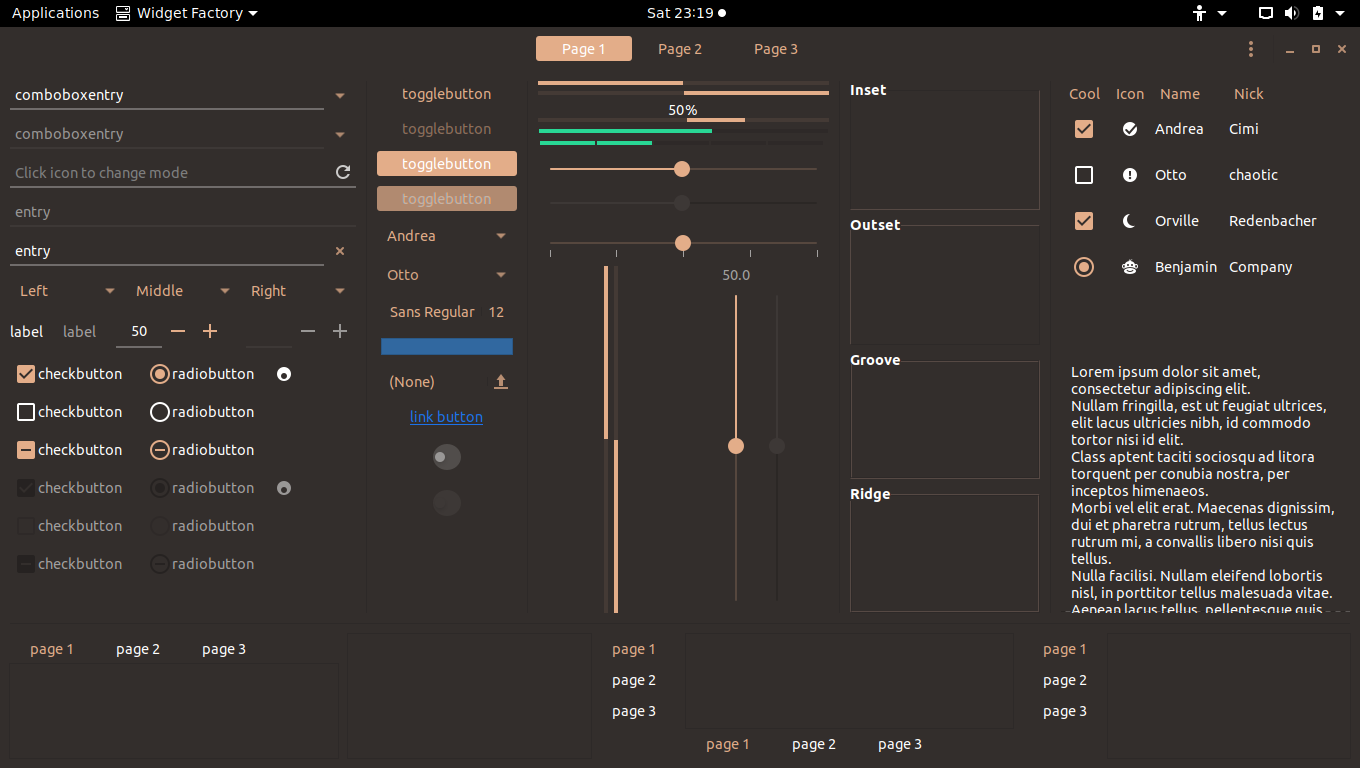 Applications Widget Factory Sat 23:19
Page 1 Page 2 Page 3
comboboxentry
comboboxentry
Click icon to change mode
entry
entry
Left Middle Right
label label 50
checkbutton radiobutton
checkbutton radiobutton
checkbutton radiobutton
checkbutton radiobutton
checkbutton radiobutton
checkbutton radiobutton
togglebutton
togglebutton
togglebutton
togglebutton
Andrea
Otto
Sans Regular 12
(None)
link button
50%
50.0
Inset
Outset
Groove
Ridge
Cool Icon Name Nick
Andrea Cimi
Otto chaotic
Orville Redenbacher
Benjamin Company
Lorem ipsum dolor sit amet,
consectetur adipiscing elit.
Nullam fringilla, est ut feugiat ultrices,
elit lacus ultricies nibh, id commodo
tortor nisi id elit.
Class aptent taciti sociosqu ad litora
torquent per conubia nostra, per
inceptos himenaeos.
Morbi vel elit erat. Maecenas dignissim,
dui et pharetra rutrum, tellus lectus
rutrum mi, a convallis libero nisi quis
tellus.
Nulla facilisi. Nullam eleifend lobortis
nisl, in porttitor tellus malesuada vitae.
Aenean lacus tellus, pellentesque quis
page 1 page 2 page 3
page 1
page 2
page 3
page 1 page 2 page 3
page 1
page 2
page 3